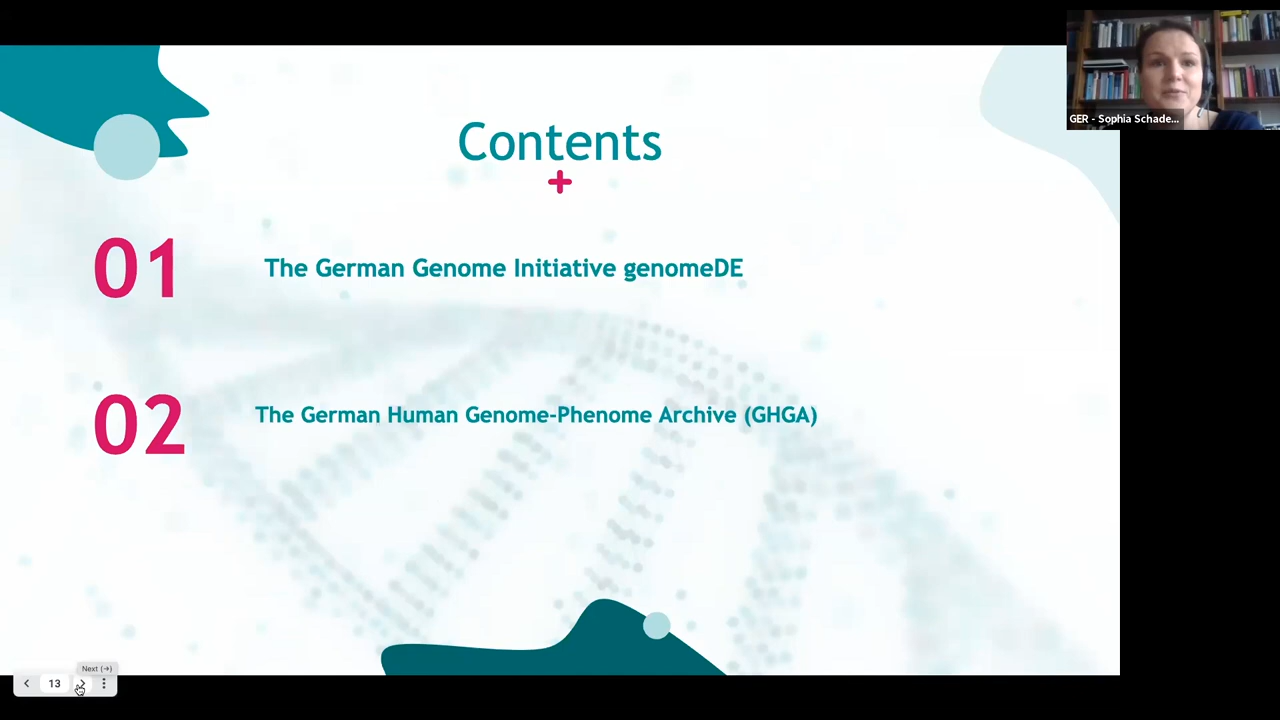 Contents
01
The German Genome Initiative genomeDE
02
The German Human Genome-Phenome Archive (GHGA)
GER - Sophia Schade...
Next (→)
13